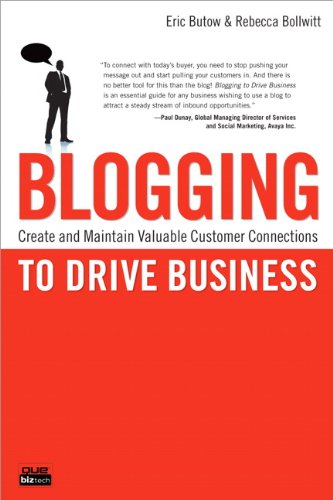 Eric Butow & Rebecca Bollwitt
"To connect with today's buyer, you need to stop pushing your
message out and start pulling your customers in. And there is
no better tool for this than the blog! Blogging to Drive Business
is an essential guide for any business wishing to use a blog to
attract a steady stream of inbound opportunities."
—Paul Dunay, Global Managing Director of Services
and Social Marketing, Avaya Inc.
BLOGGING
Create and Maintain Valuable Customer Connections
TO DRIVE BUSINESS
que
biztech